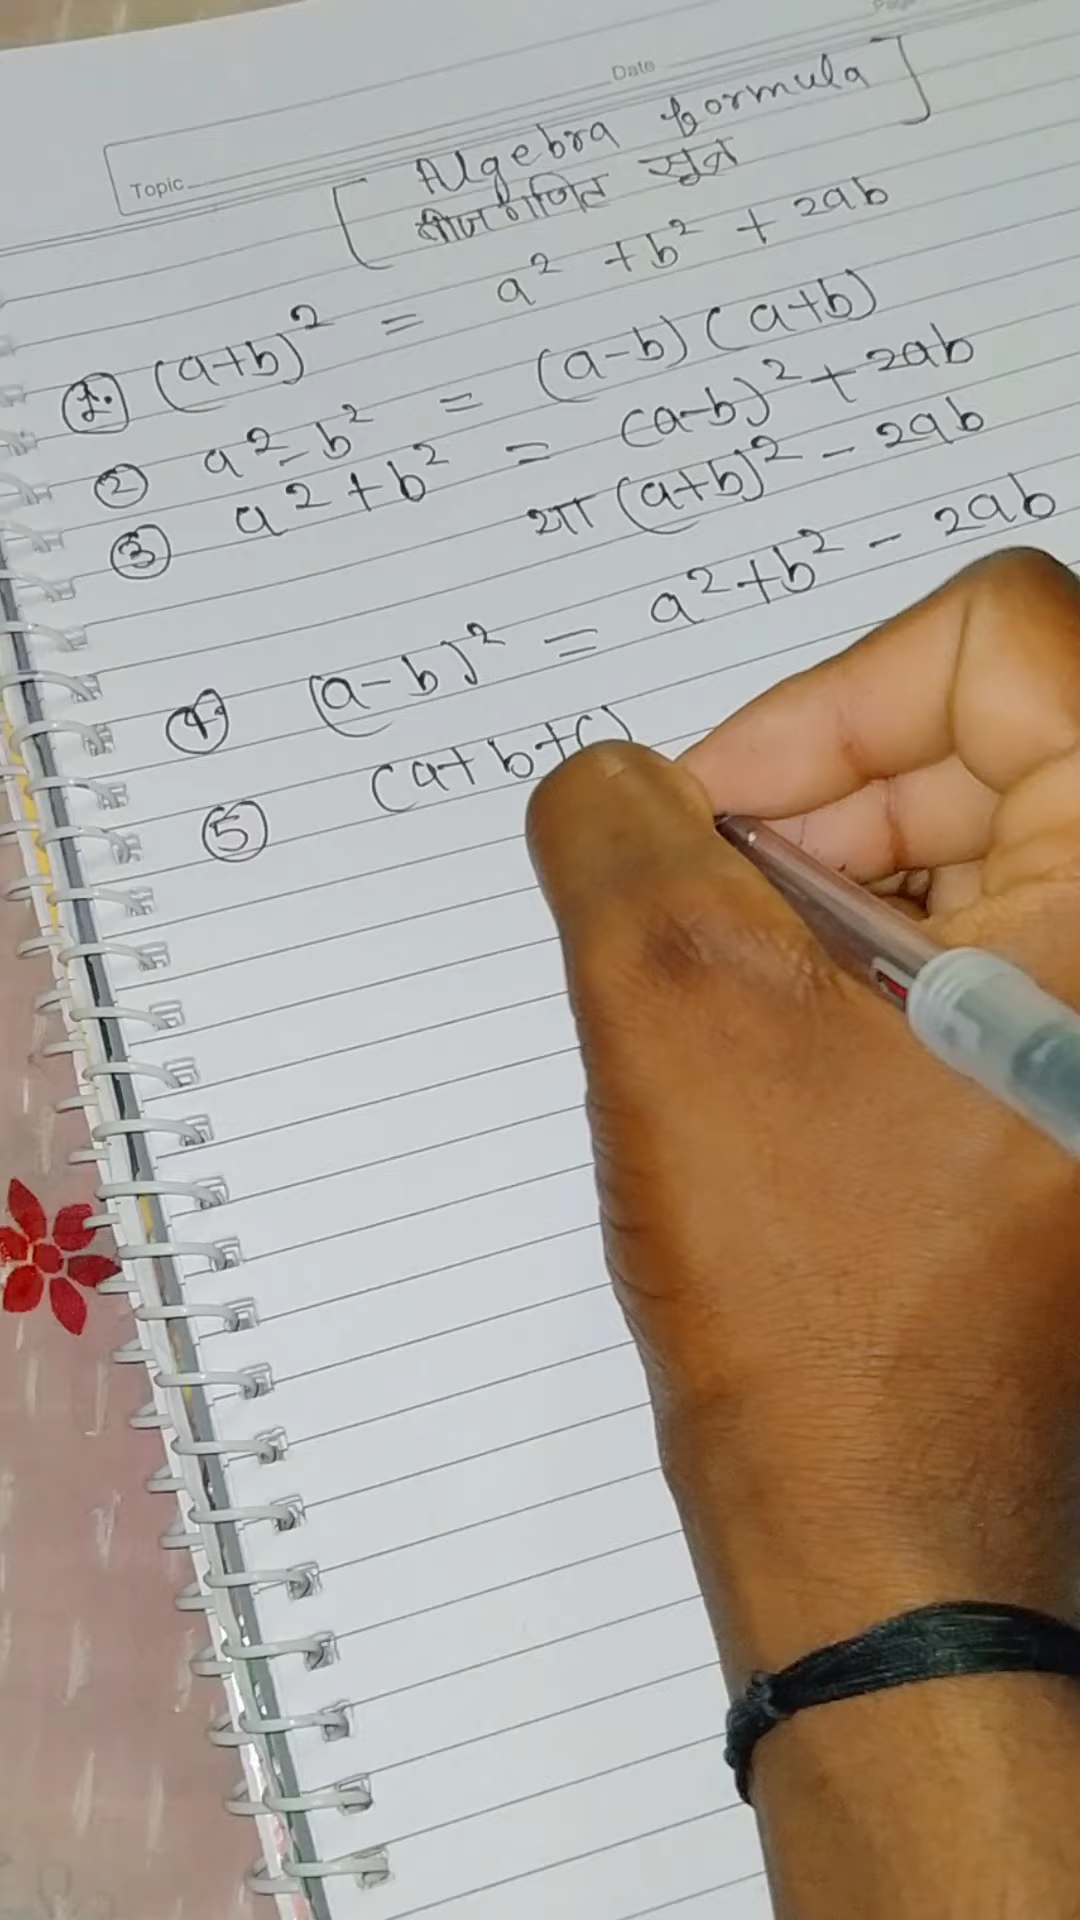 Page
Date
Topic
[ Algebra formula ]
बीजगणित सूत्र
1. (a+b)² = a² + b² + 2ab
2 a² - b² = (a-b) (a+b)
3 a² + b² = (a-b)² + 2ab
या (a+b)² - 2ab
4. (a-b)² = a² + b² - 2ab
5 (a+b+c)